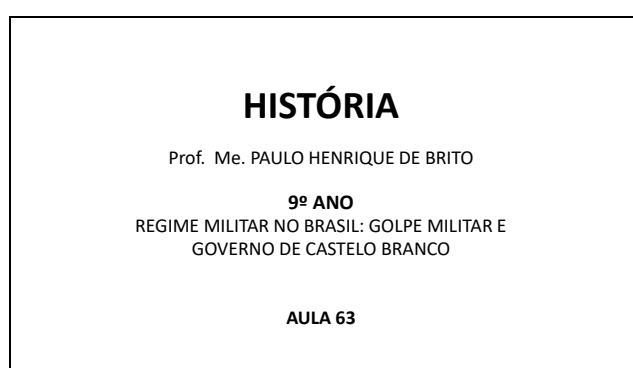 HISTÓRIA
Prof. Me. PAULO HENRIQUE DE BRITO
9º ANO
REGIME MILITAR NO BRASIL: GOLPE MILITAR E
GOVERNO DE CASTELO BRANCO
AULA 63